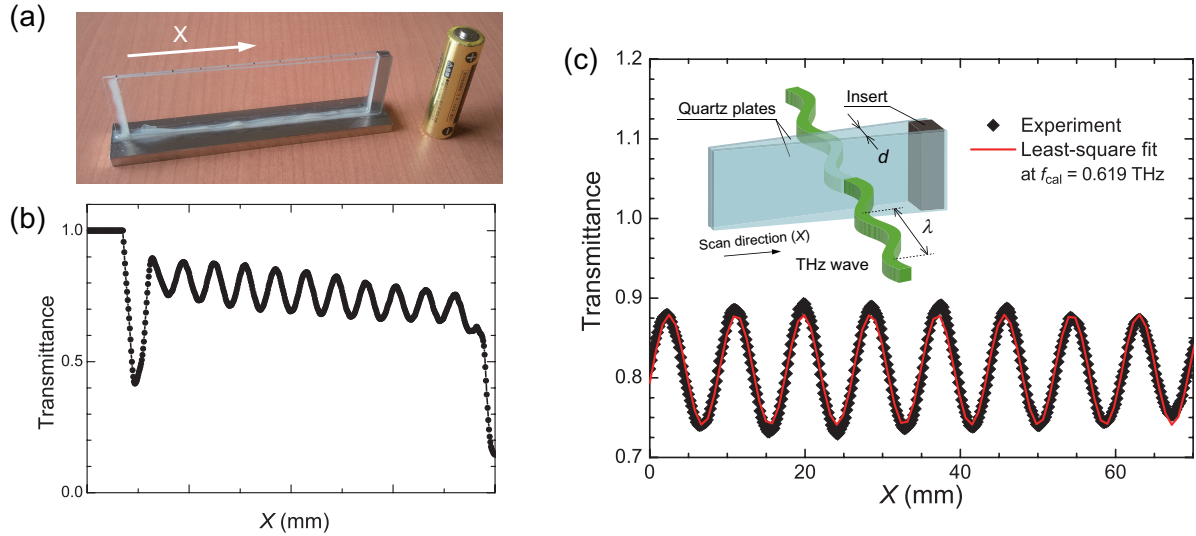 (a)
X
(b)
Transmittance
1.0
0.5
0.0
X (mm)
(c)
Transmittance
1.2
1.1
1.0
0.9
0.8
0.7
0
20
40
60
X (mm)
Quartz plates
Insert
d
λ
Scan direction (X)
THz wave
Experiment
Least-square fit
at fcal = 0.619 THz